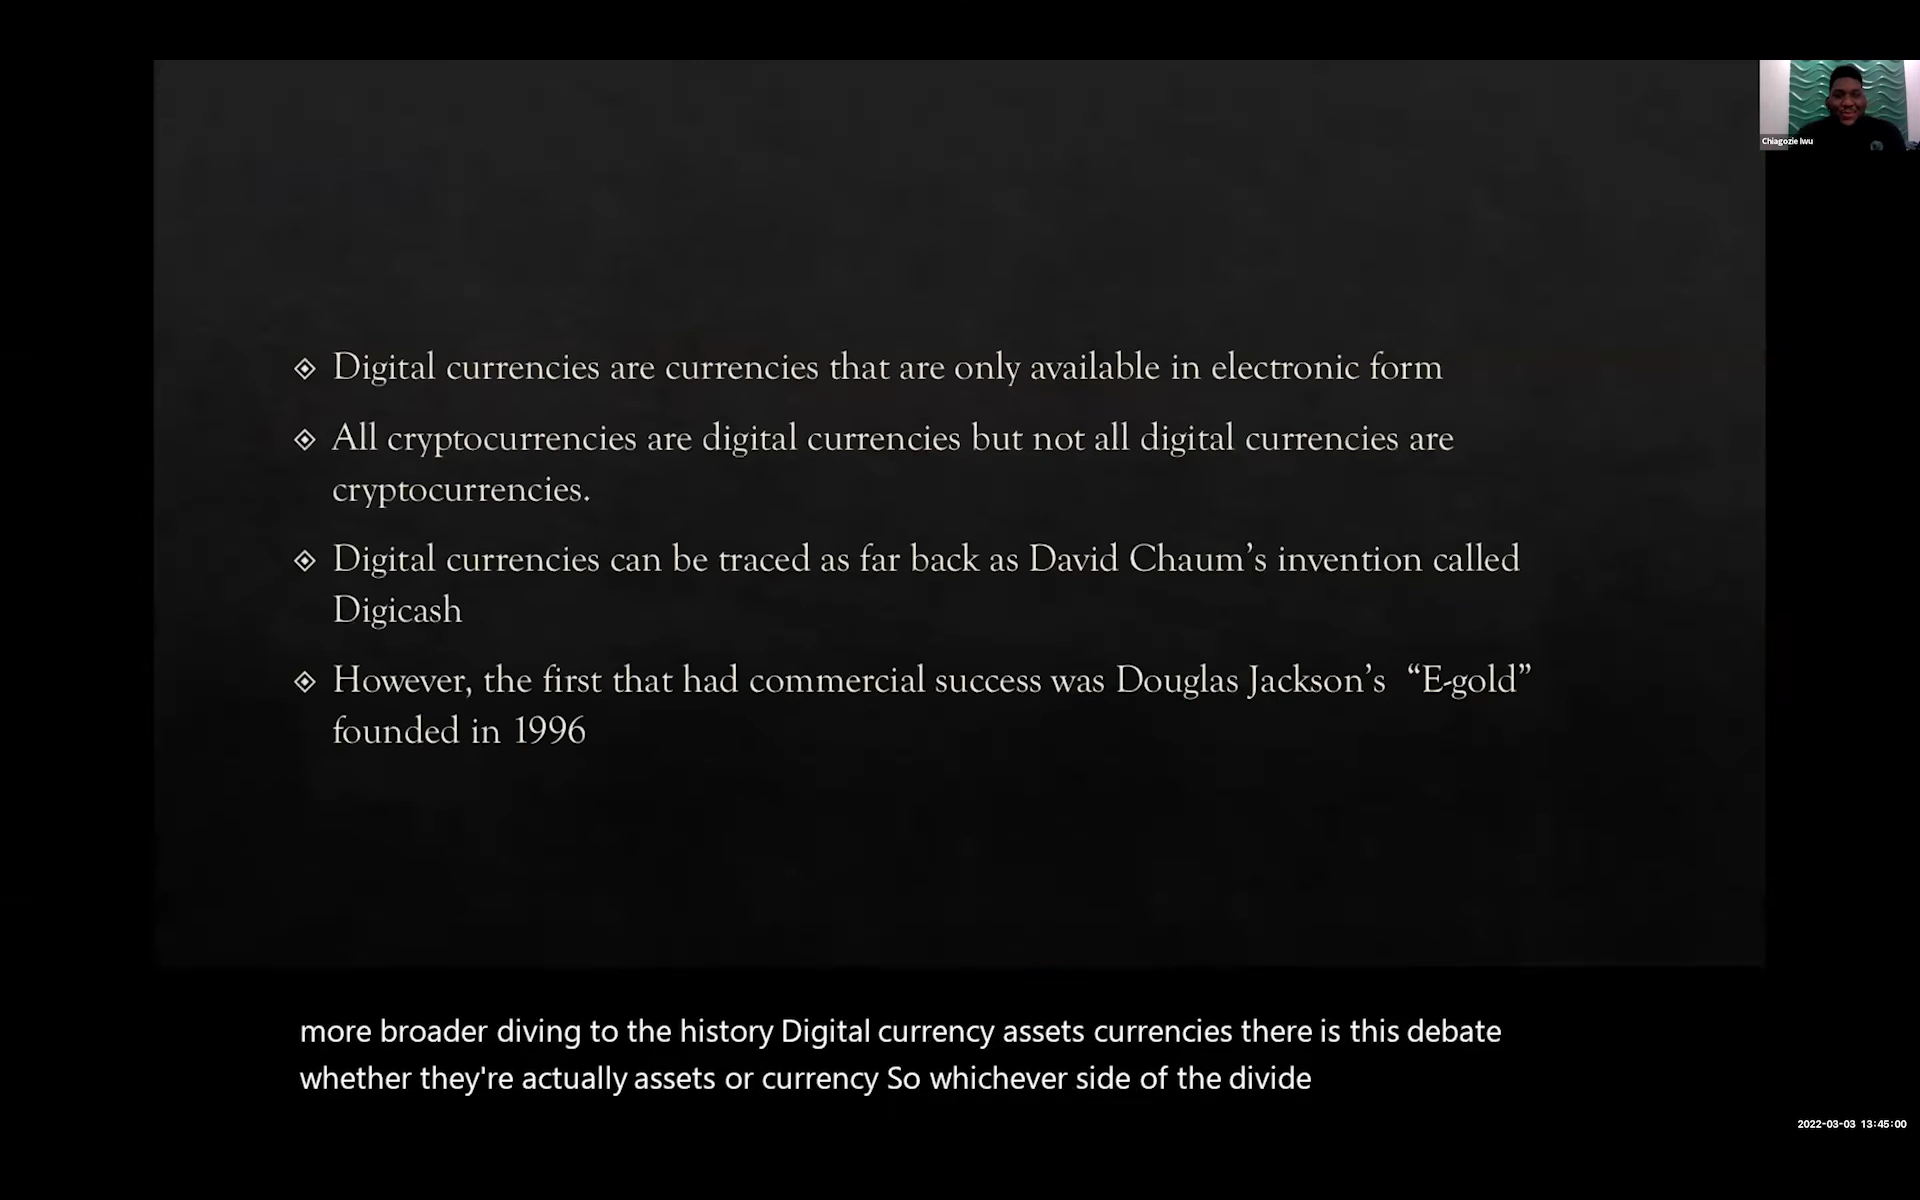 Chiagozie Iwu
Digital currencies are currencies that are only available in electronic form
All cryptocurrencies are digital currencies but not all digital currencies are
cryptocurrencies.
Digital currencies can be traced as far back as David Chaum’s invention called
Digicash
However, the first that had commercial success was Douglas Jackson’s “E-gold”
founded in 1996
more broader diving to the history Digital currency assets currencies there is this debate
whether they're actually assets or currency So whichever side of the divide
2022-03-03 13:45:00